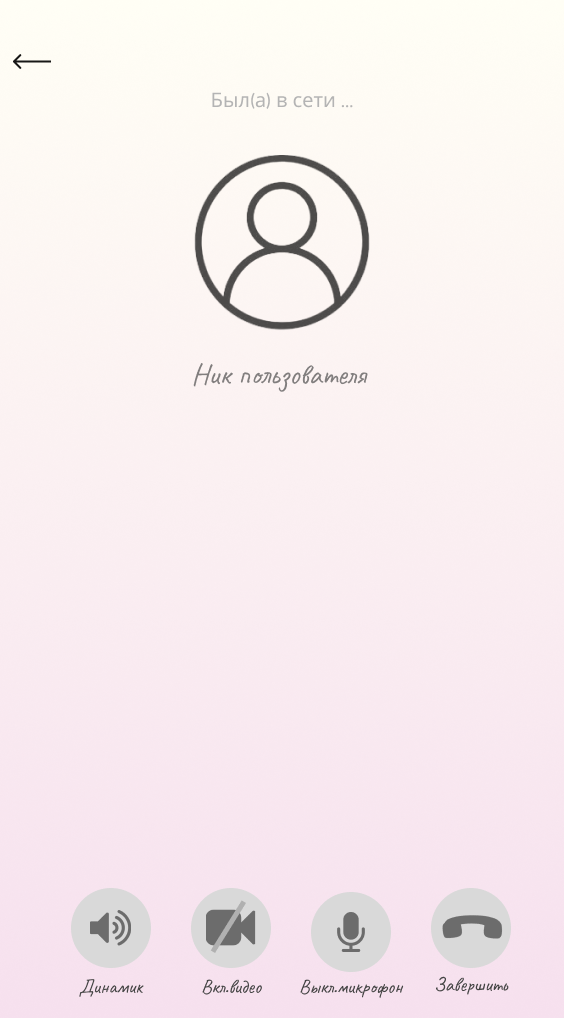 Был(а) в сети ...
Ник пользователя
Динамик
Вкл.видео
Выкл.микрофон
Завершить